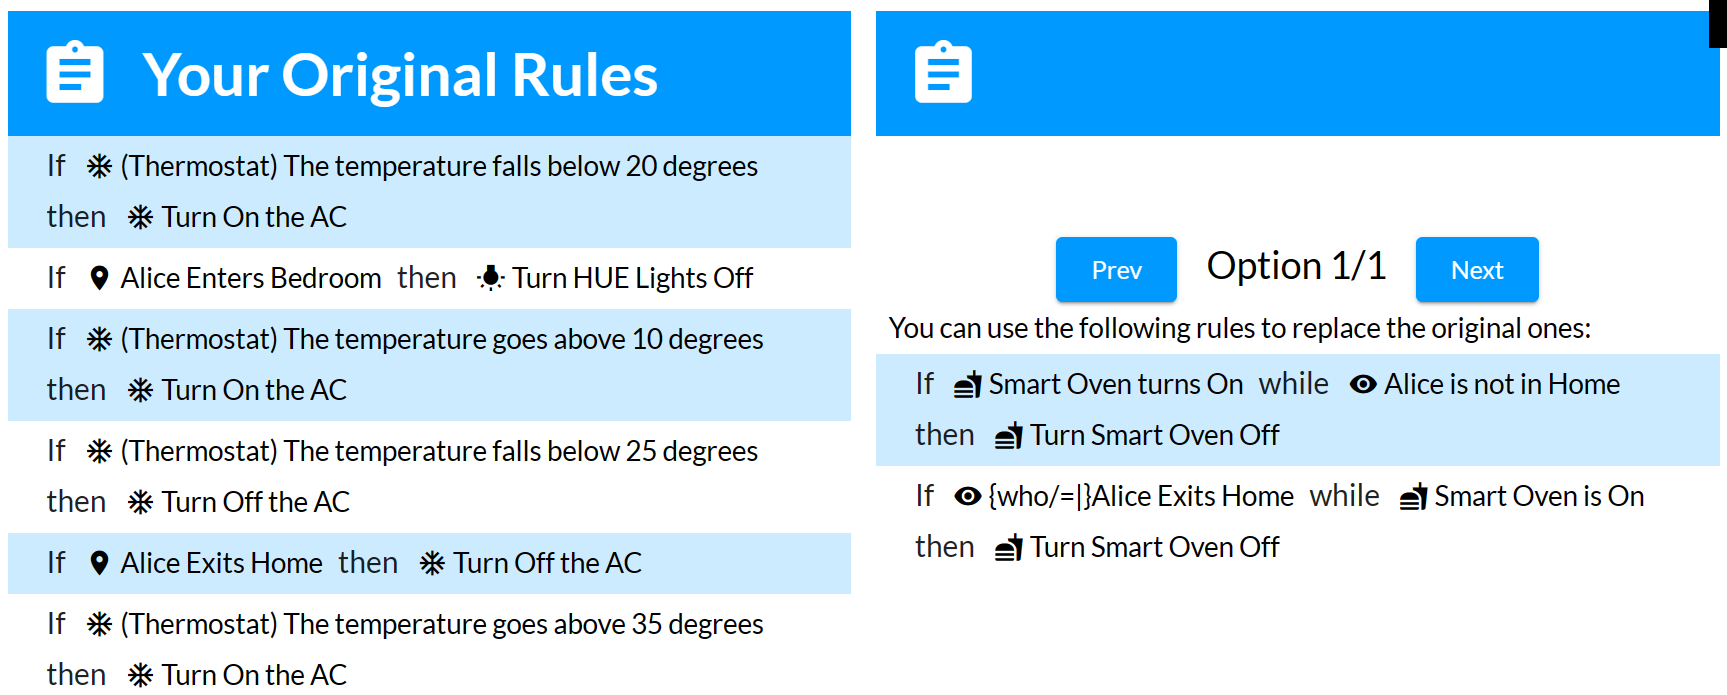 Your Original Rules
If (Thermostat) The temperature falls below 20 degrees
then Turn On the AC
If Alice Enters Bedroom then Turn HUE Lights Off
If (Thermostat) The temperature goes above 10 degrees
then Turn On the AC
If (Thermostat) The temperature falls below 25 degrees
then Turn Off the AC
If Alice Exits Home then Turn Off the AC
If (Thermostat) The temperature goes above 35 degrees
then Turn On the AC
Prev Option 1/1 Next
You can use the following rules to replace the original ones:
If Smart Oven turns On while Alice is not in Home
then Turn Smart Oven Off
If {who/=|}Alice Exits Home while Smart Oven is On
then Turn Smart Oven Off